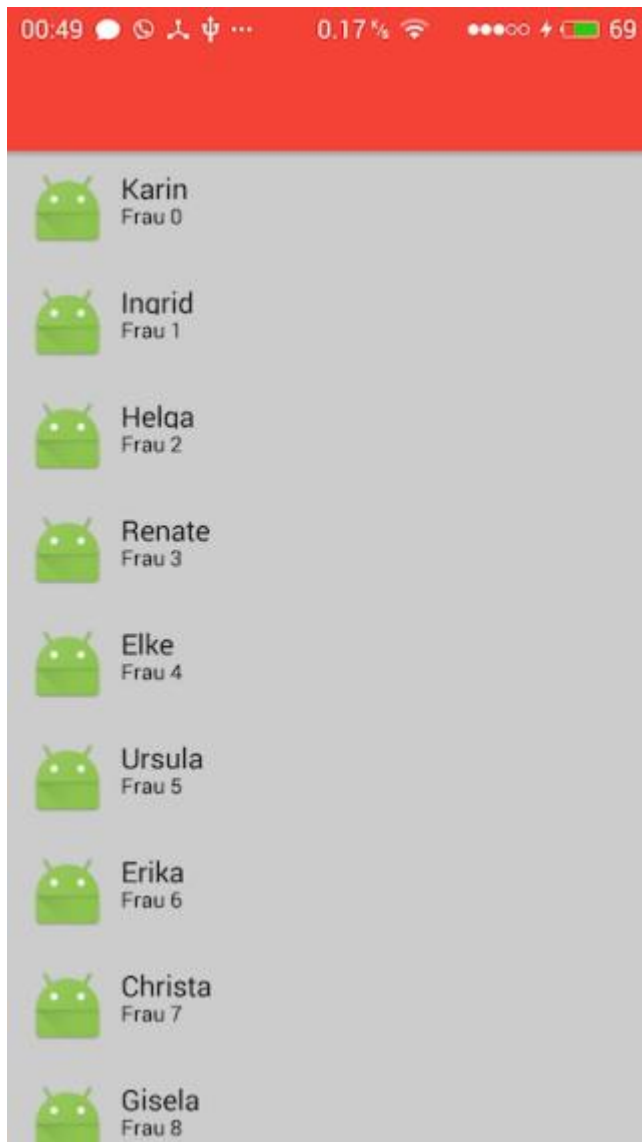 00:49 ... 0.17 K/s 69
Karin
Frau 0
Ingrid
Frau 1
Helga
Frau 2
Renate
Frau 3
Elke
Frau 4
Ursula
Frau 5
Erika
Frau 6
Christa
Frau 7
Gisela
Frau 8